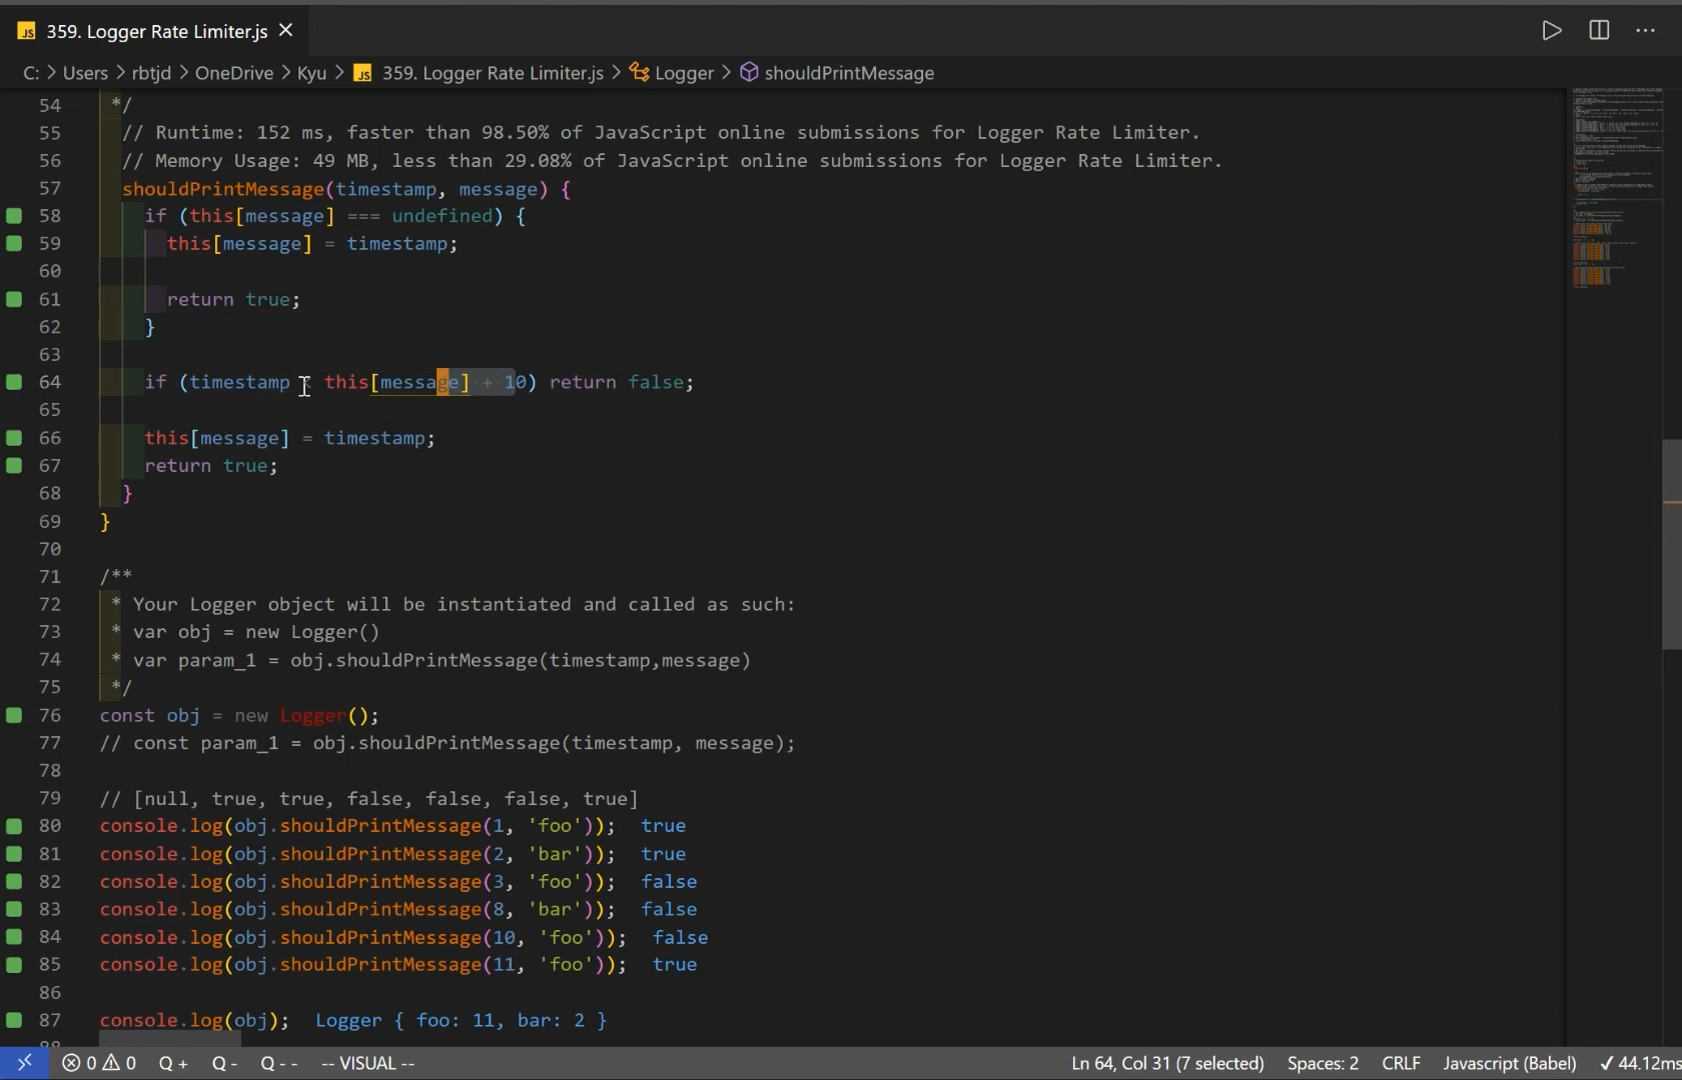 JS 359. Logger Rate Limiter.js
C: > Users > rbtjd > OneDrive > Kyu > JS 359. Logger Rate Limiter.js > Logger > shouldPrintMessage
54 */
55 // Runtime: 152 ms, faster than 98.50% of JavaScript online submissions for Logger Rate Limiter.
56 // Memory Usage: 49 MB, less than 29.08% of JavaScript online submissions for Logger Rate Limiter.
57 shouldPrintMessage(timestamp, message) {
58 if (this[message] === undefined) {
59 this[message] = timestamp;
60
61 return true;
62 }
63
64 if (timestamp < this[message] + 10) return false;
65
66 this[message] = timestamp;
67 return true;
68 }
69 }
70
71 /**
72 * Your Logger object will be instantiated and called as such:
73 * var obj = new Logger()
74 * var param_1 = obj.shouldPrintMessage(timestamp,message)
75 */
76 const obj = new Logger();
77 // const param_1 = obj.shouldPrintMessage(timestamp, message);
78
79 // [null, true, true, false, false, false, true]
80 console.log(obj.shouldPrintMessage(1, 'foo')); true
81 console.log(obj.shouldPrintMessage(2, 'bar')); true
82 console.log(obj.shouldPrintMessage(3, 'foo')); false
83 console.log(obj.shouldPrintMessage(8, 'bar')); false
84 console.log(obj.shouldPrintMessage(10, 'foo')); false
85 console.log(obj.shouldPrintMessage(11, 'foo')); true
86
87 console.log(obj); Logger { foo: 11, bar: 2 }
0 0 Q + Q - Q - - -- VISUAL -- Ln 64, Col 31 (7 selected) Spaces: 2 CRLF Javascript (Babel) ✓ 44.12ms